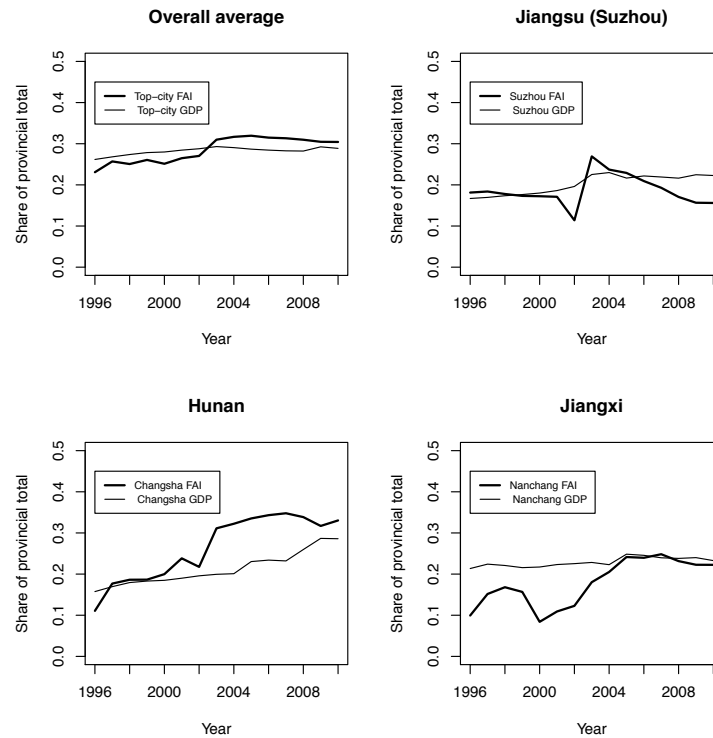 Overall average
Share of provincial total
0.0 0.1 0.2 0.3 0.4 0.5
Top−city FAI
Top−city GDP
1996 2000 2004 2008
Year
Jiangsu (Suzhou)
Share of provincial total
0.0 0.1 0.2 0.3 0.4 0.5
Suzhou FAI
Suzhou GDP
1996 2000 2004 2008
Year
Hunan
Share of provincial total
0.0 0.1 0.2 0.3 0.4 0.5
Changsha FAI
Changsha GDP
1996 2000 2004 2008
Year
Jiangxi
Share of provincial total
0.0 0.1 0.2 0.3 0.4 0.5
Nanchang FAI
Nanchang GDP
1996 2000 2004 2008
Year